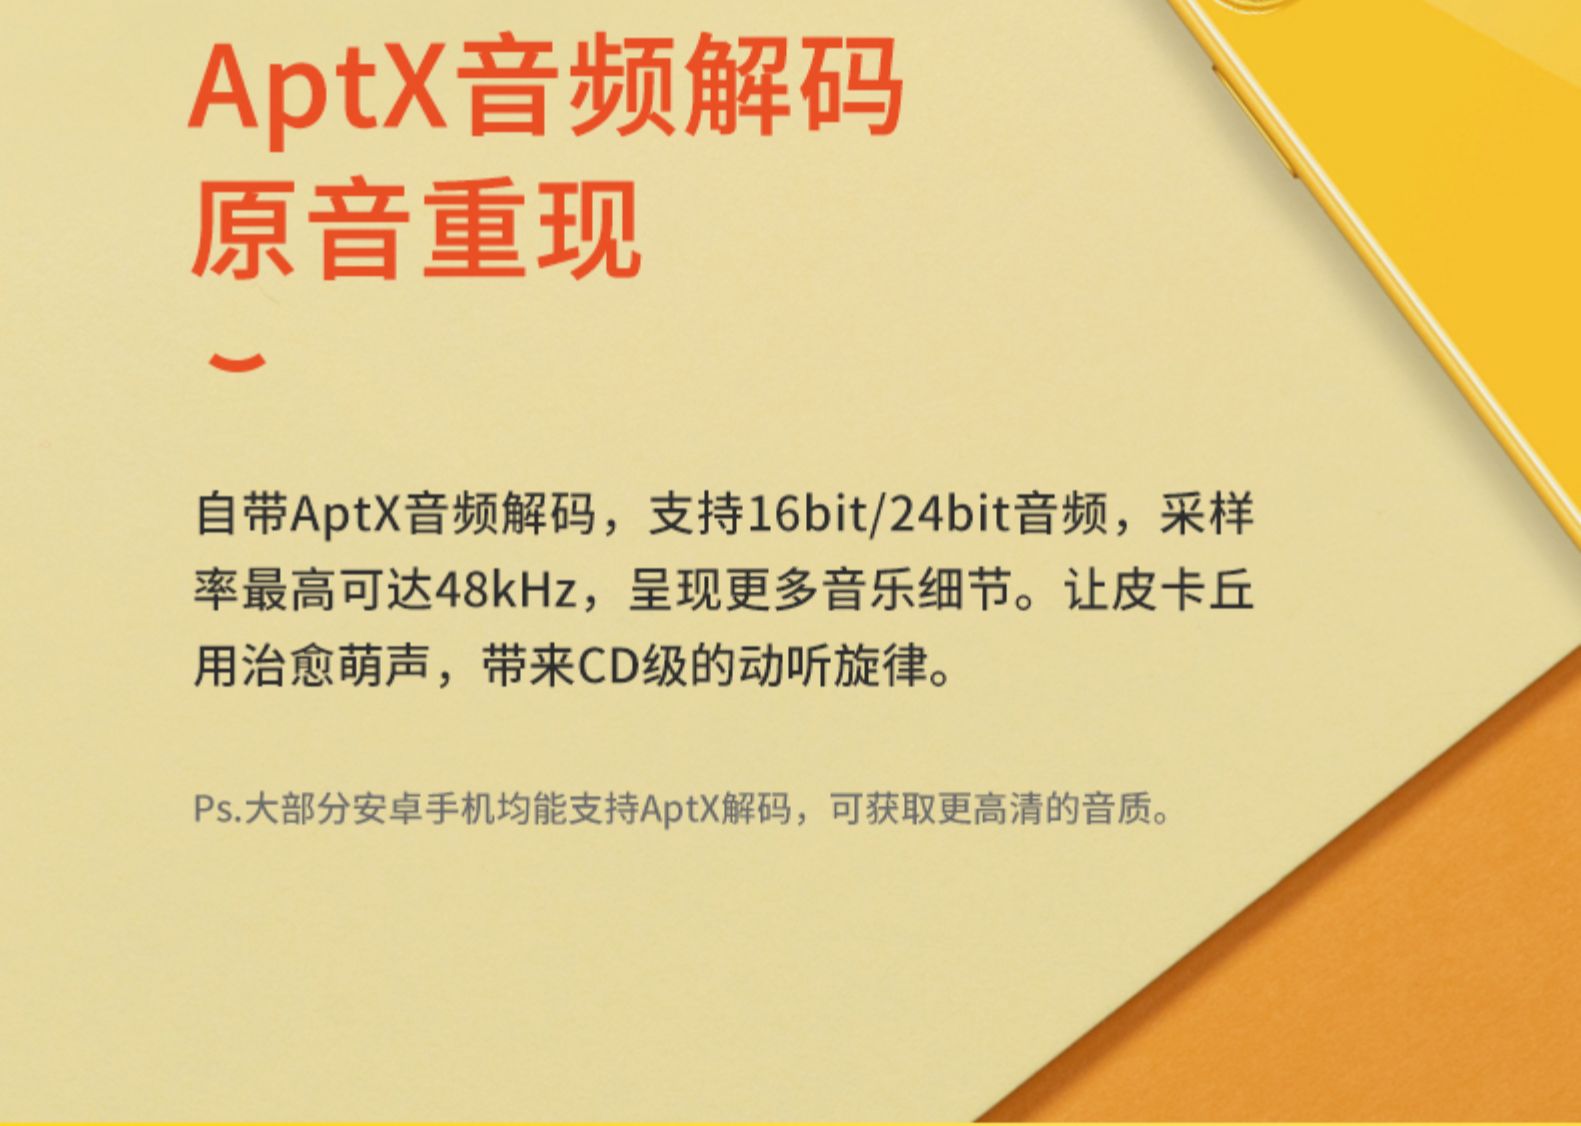 AptX音频解码
原音重现
自带AptX音频解码，支持16bit/24bit音频，采样
率最高可达48kHz，呈现更多音乐细节。让皮卡丘
用治愈萌声，带来CD级的动听旋律。
Ps.大部分安卓手机均能支持AptX解码，可获取更高清的音质。